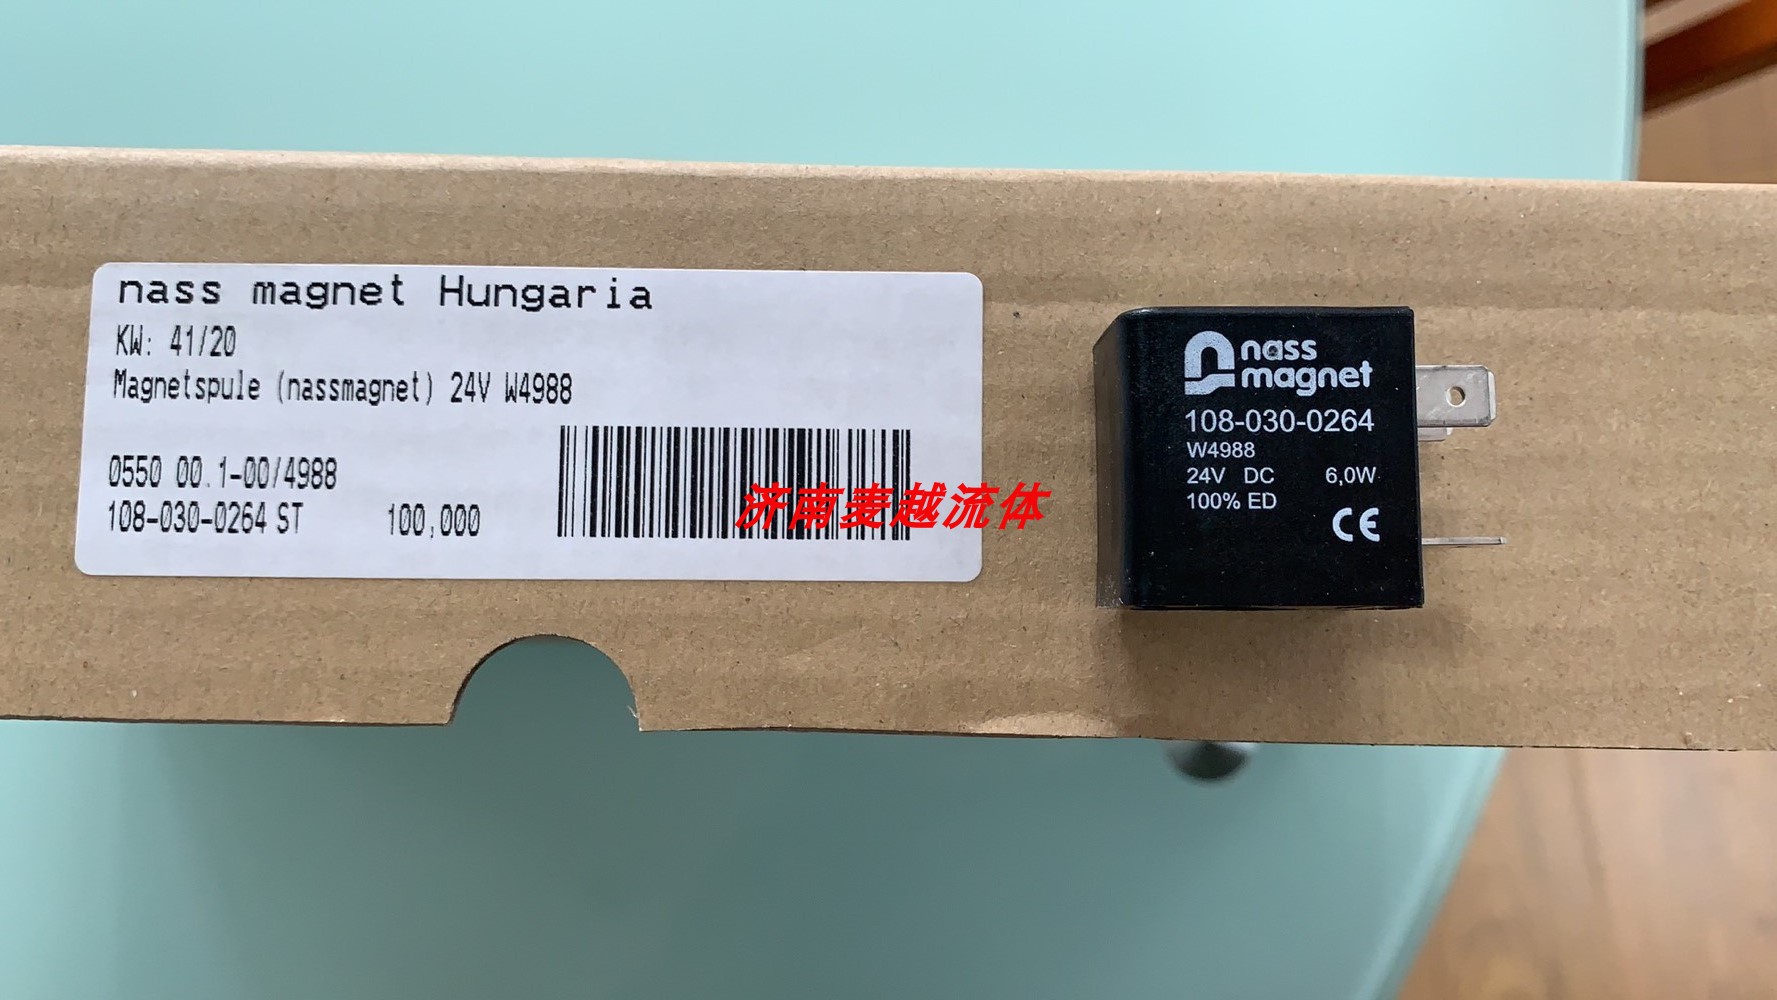 nass magnet Hungaria
KW: 41/20
Magnetspule (nassmagnet) 24V W4988
0550 00.1-00/4988
108-030-0264 ST 100,000
济南麦越流体
nass
magnet
108-030-0264
W4988
24V DC 6,0W
100% ED
CE